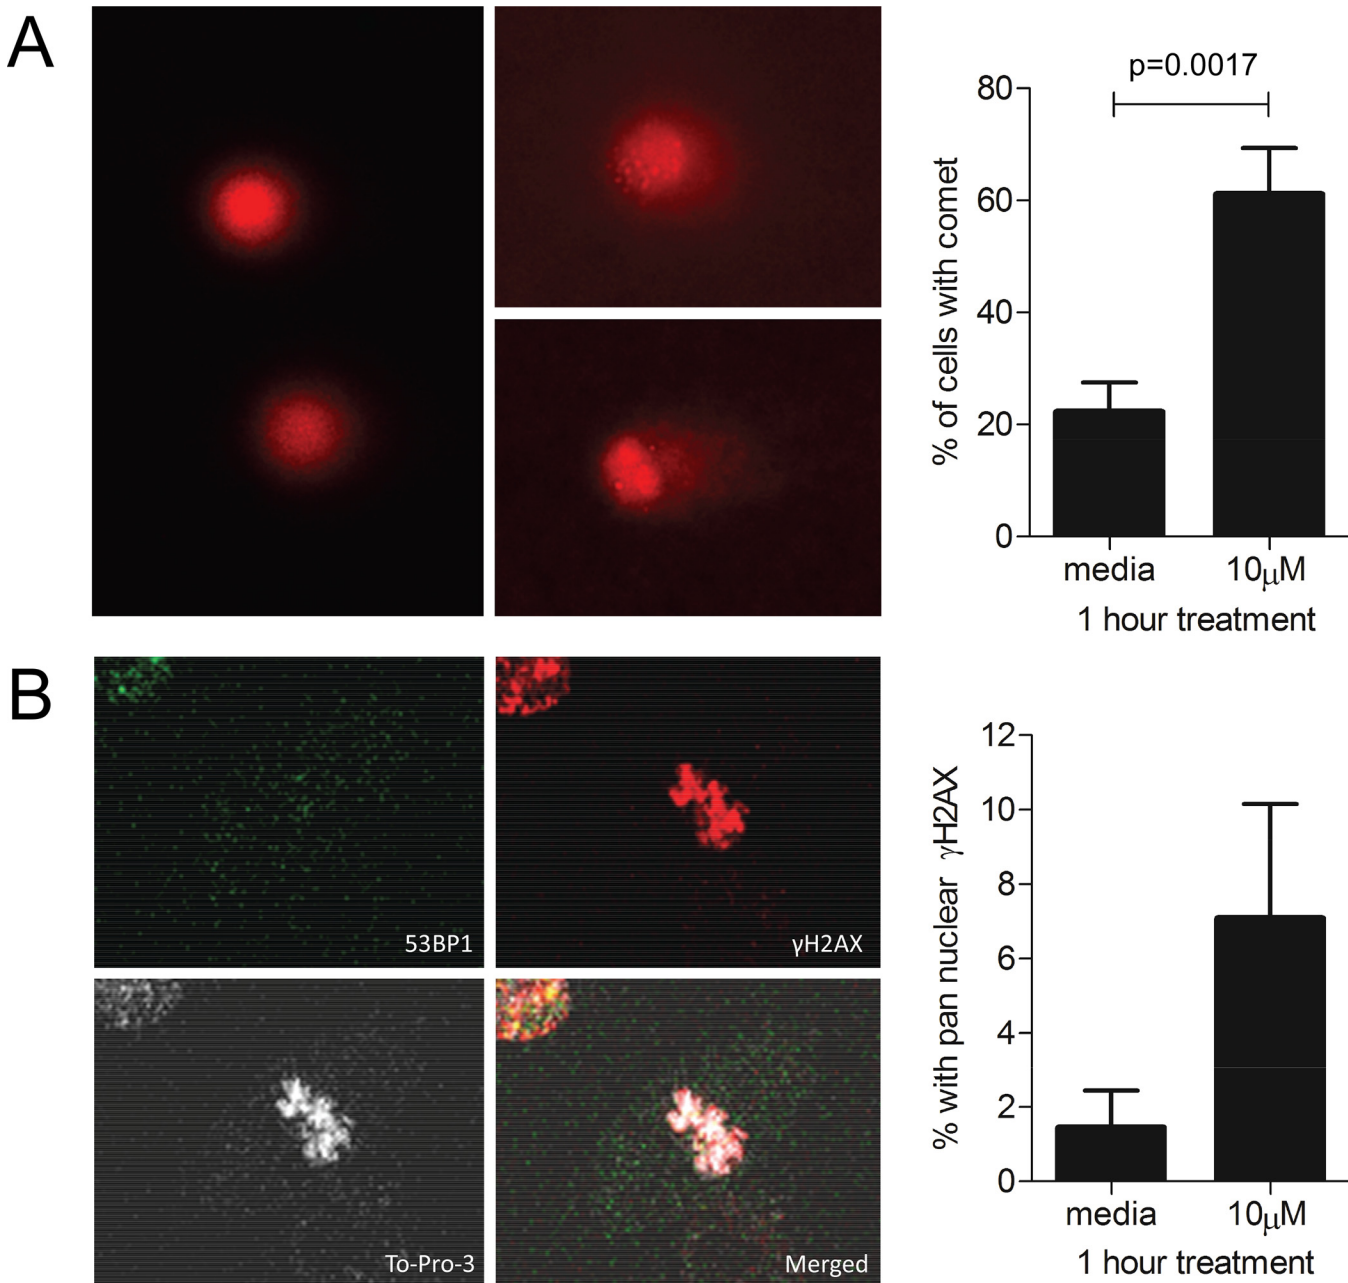 A
p=0.0017
% of cells with comet
80
60
40
20
0
media 10μM
1 hour treatment
B
53BP1
γH2AX
To-Pro-3
Merged
% with pan nuclear γH2AX
12
10
8
6
4
2
0
media 10μM
1 hour treatment